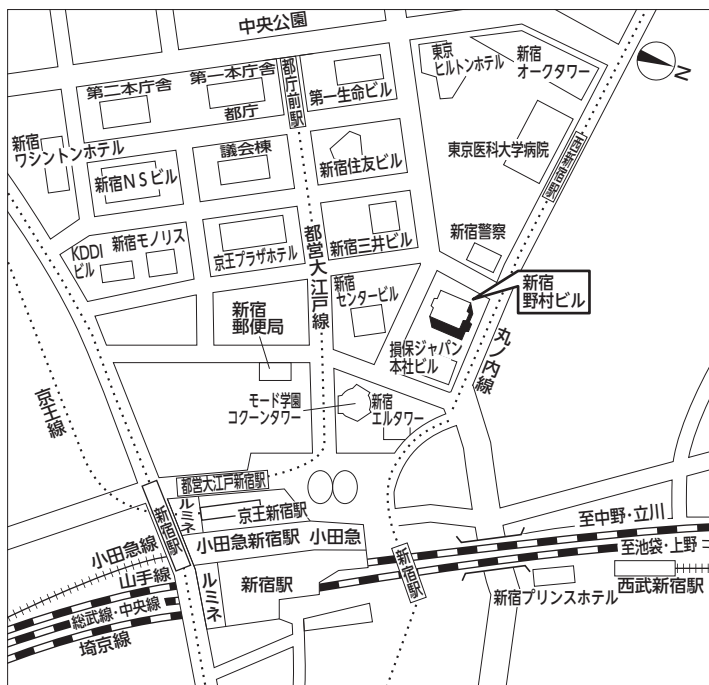 中央公園
N
東京
ヒルトンホテル
新宿
オークタワー
第一本庁舎
第二本庁舎
都庁
都庁前駅
第一生命ビル
新宿
ワシントンホテル
議会棟
新宿NSビル
新宿住友ビル
東京医科大学病院
西新宿駅
KDDI
ビル
新宿モノリス
京王プラザホテル
都営大江戸線
新宿三井ビル
新宿警察
新宿
センタービル
新宿
野村ビル
新宿
郵便局
損保ジャパン
本社ビル
丸ノ内線
京王線
モード学園
コクーンタワー
新宿
エルタワー
都営大江戸新宿駅
ルミネ
京王新宿駅
新宿駅
小田急新宿駅
小田急
小田急線
山手線
総武線・中央線
埼京線
ルミネ
新宿駅
新宿駅
至中野・立川
至池袋・上野
新宿プリンスホテル
西武新宿駅